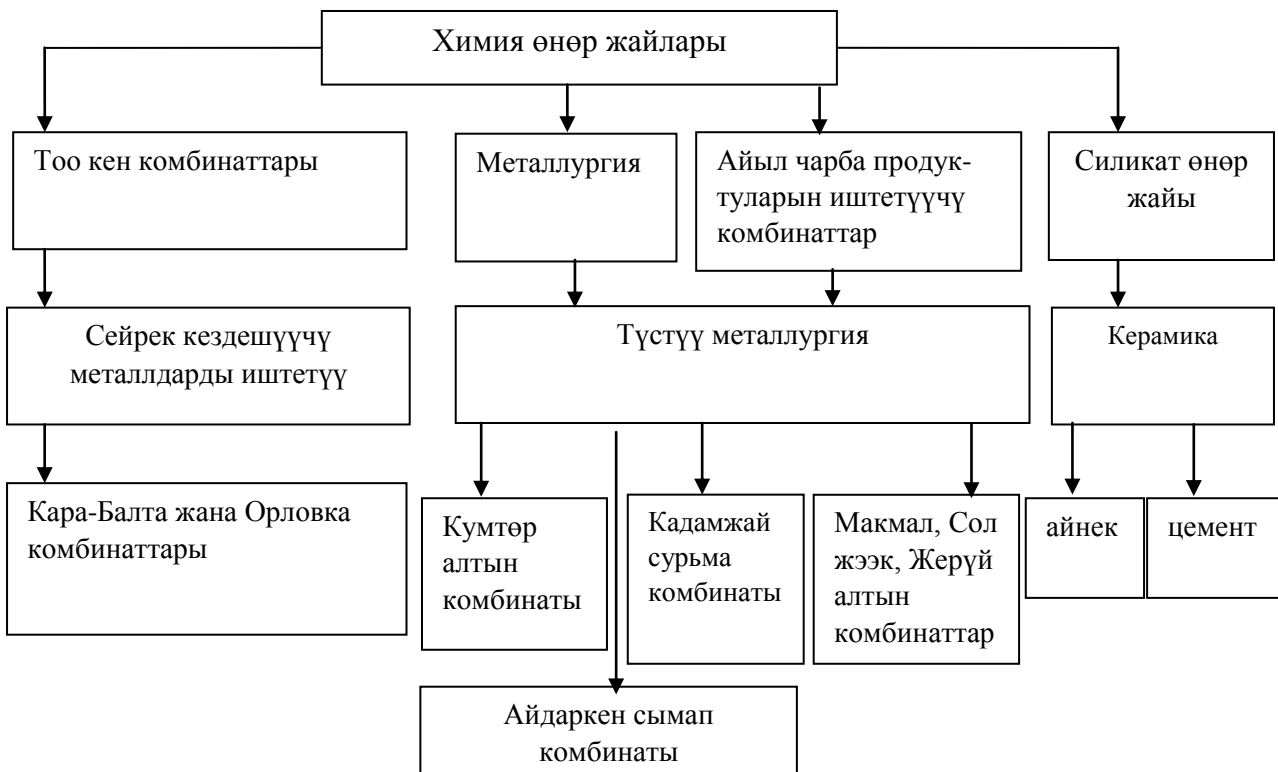 Химия өнөр жайлары
Тоо кен комбинаттары
Металлургия
Айыл чарба продук-
туларын иштетүүчү
комбинаттар
Силикат өнөр
жайы
Сейрек кездешүүчү
металлдарды иштетүү
Түстүү металлургия
Керамика
Кара-Балта жана Орловка
комбинаттары
Кумтөр
алтын
комбинаты
Кадамжай
сурьма
комбинаты
Макмал, Сол
жээк, Жерүй
алтын
комбинаттар
айнек
цемент
Айдаркен сымап
комбинаты